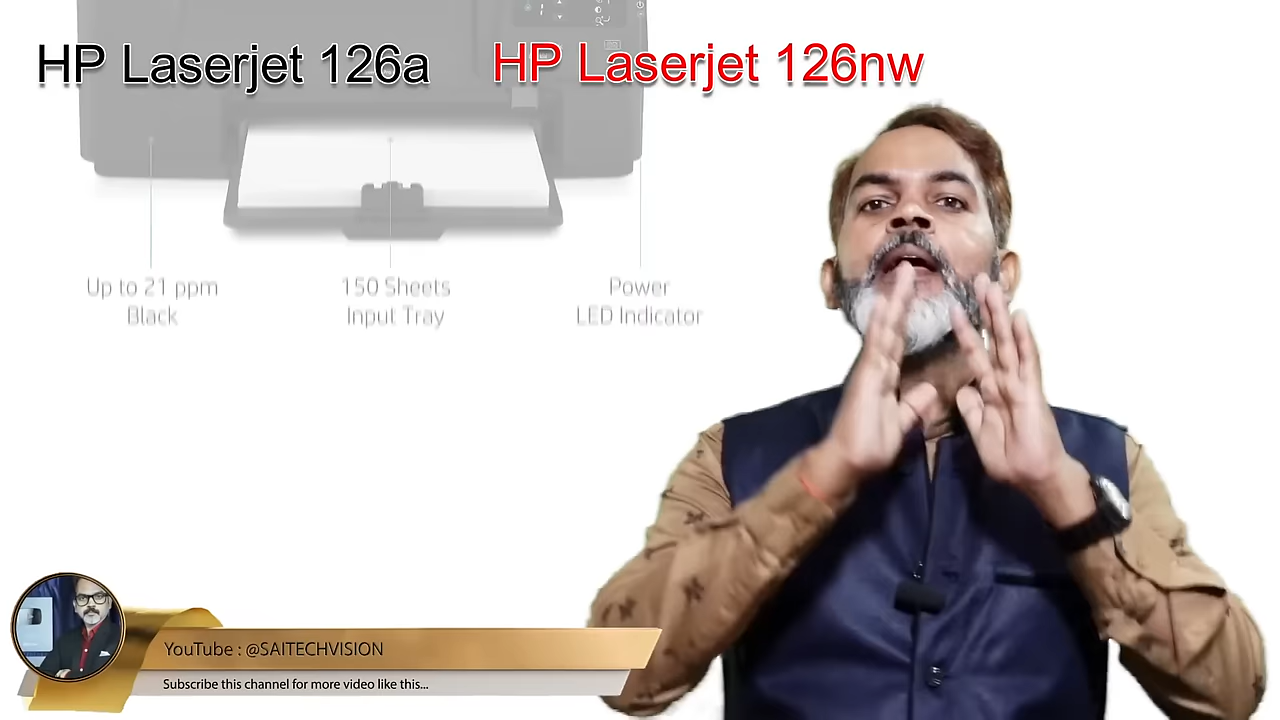 HP Laserjet 126a
HP Laserjet 126nw
Up to 21 ppm
Black
150 Sheets
Input Tray
Power
LED Indicator
YouTube : @SAITECHVISION
Subscribe this channel for more video like this...